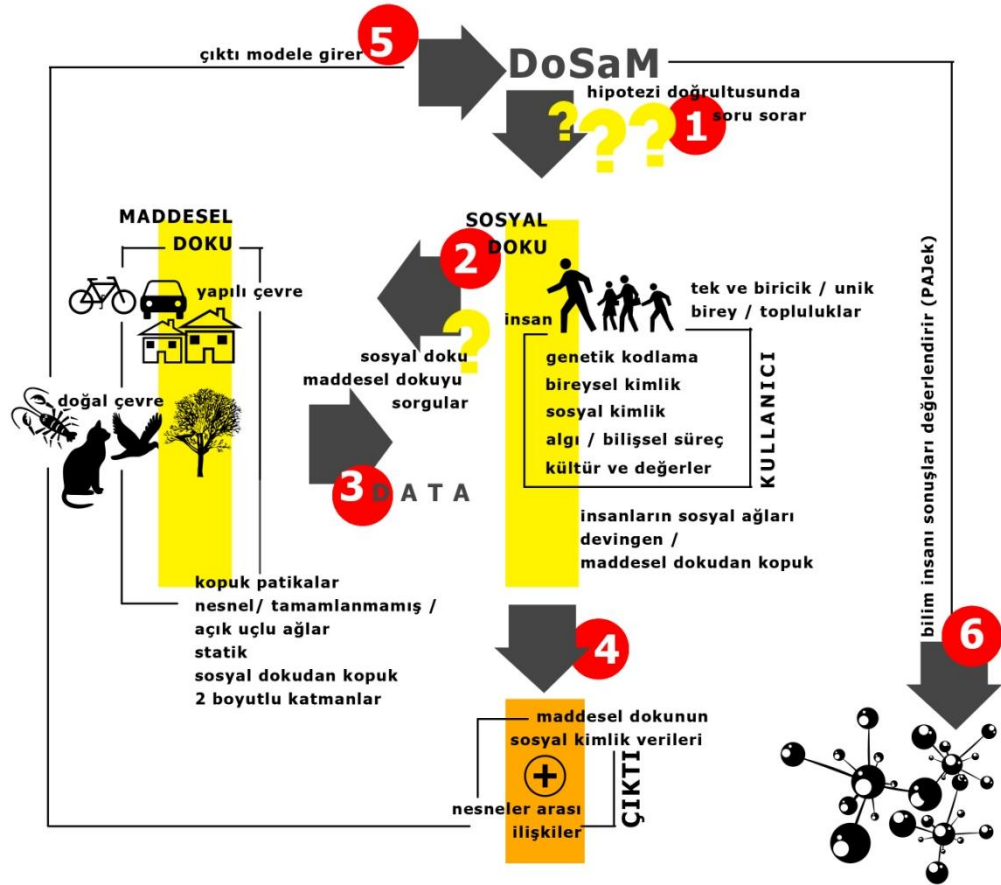 5
çıktı modele girer
DoSaM
hipotezi doğrultusunda
soru sorar
? ? ?
1
MADDESEL
DOKU
yapılı çevre
doğal çevre
2
SOSYAL
DOKU
insan
tek ve biricik / unik
birey / topluluklar
genetik kodlama
bireysel kimlik
sosyal kimlik
algı / bilişsel süreç
kültür ve değerler
KULLANICI
?
sosyal doku
maddesel dokuyu
sorgular
3
DATA
insanların sosyal ağları
devingen /
maddesel dokudan kopuk
kopuk patikalar
nesnel/ tamamlanmamış /
açık uçlu ağlar
statik
sosyal dokudan kopuk
2 boyutlu katmanlar
4
maddesel dokunun
sosyal kimlik verileri
+
nesneler arası
ilişkiler
ÇIKTI
bilim insanı sonuşları değerlendirir (PAJek)
6